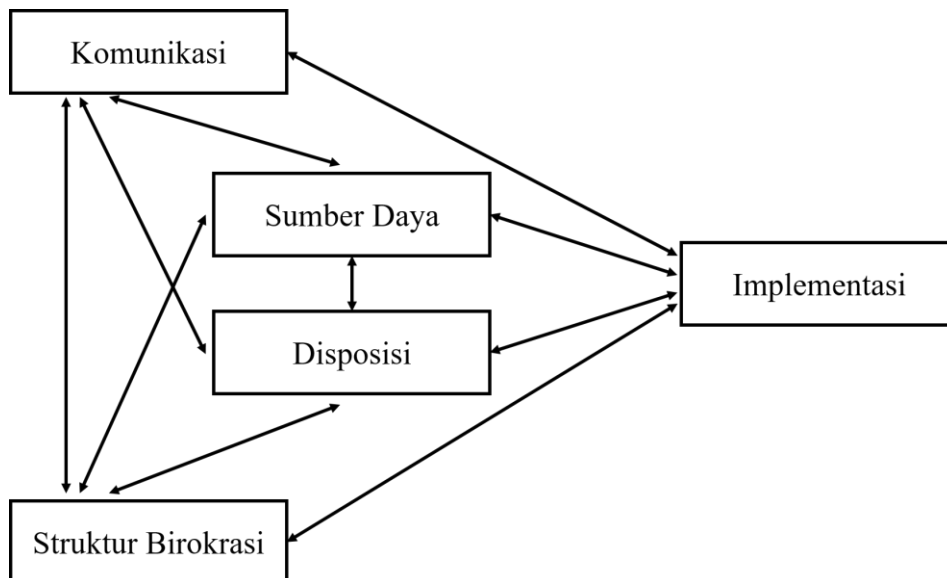 Komunikasi
Sumber Daya
Implementasi
Disposisi
Struktur Birokrasi